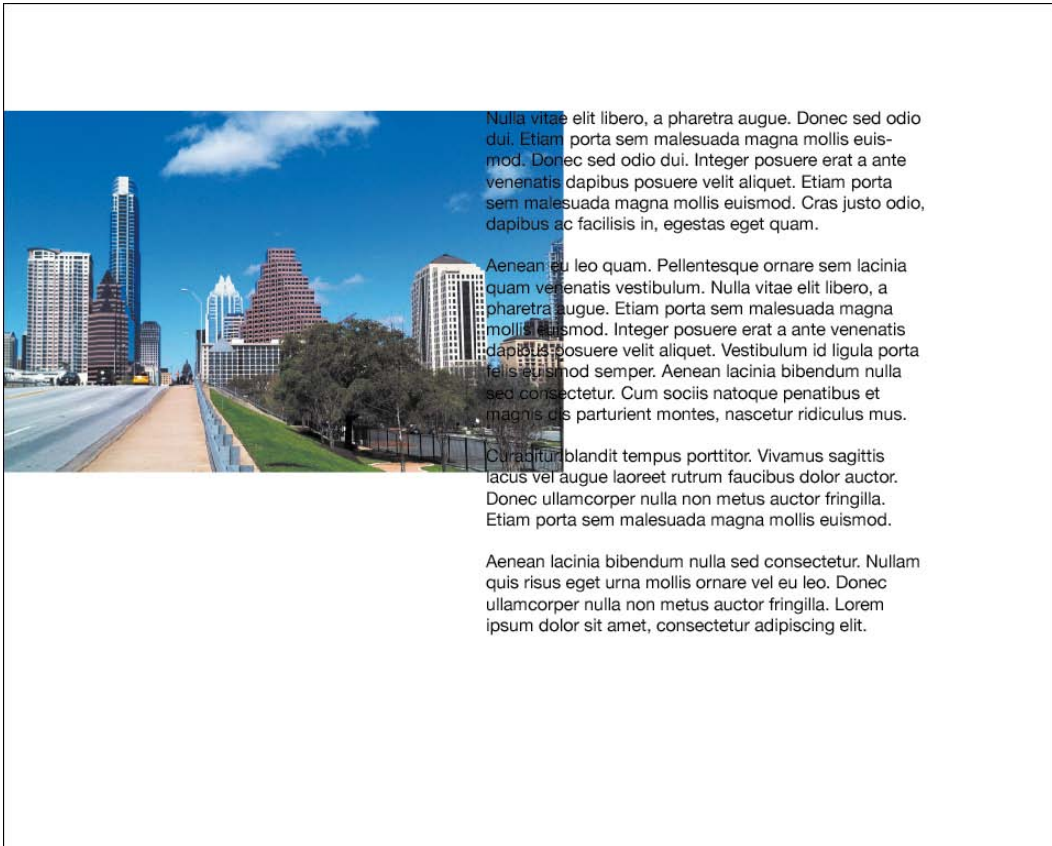 Nulla vitae elit libero, a pharetra augue. Donec sed odio
dui. Etiam porta sem malesuada magna mollis euis-
mod. Donec sed odio dui. Integer posuere erat a ante
venenatis dapibus posuere velit aliquet. Etiam porta
sem malesuada magna mollis euismod. Cras justo odio,
dapibus ac facilisis in, egestas eget quam.
Aenean eu leo quam. Pellentesque ornare sem lacinia
quam venenatis vestibulum. Nulla vitae elit libero, a
pharetra augue. Etiam porta sem malesuada magna
mollis euismod. Integer posuere erat a ante venenatis
dapibus posuere velit aliquet. Vestibulum id ligula porta
felis euismod semper. Aenean lacinia bibendum nulla
sed consectetur. Cum sociis natoque penatibus et
magnis dis parturient montes, nascetur ridiculus mus.
Curabitur blandit tempus porttitor. Vivamus sagittis
lacus vel augue laoreet rutrum faucibus dolor auctor.
Donec ullamcorper nulla non metus auctor fringilla.
Etiam porta sem malesuada magna mollis euismod.
Aenean lacinia bibendum nulla sed consectetur. Nullam
quis risus eget urna mollis ornare vel eu leo. Donec
ullamcorper nulla non metus auctor fringilla. Lorem
ipsum dolor sit amet, consectetur adipiscing elit.